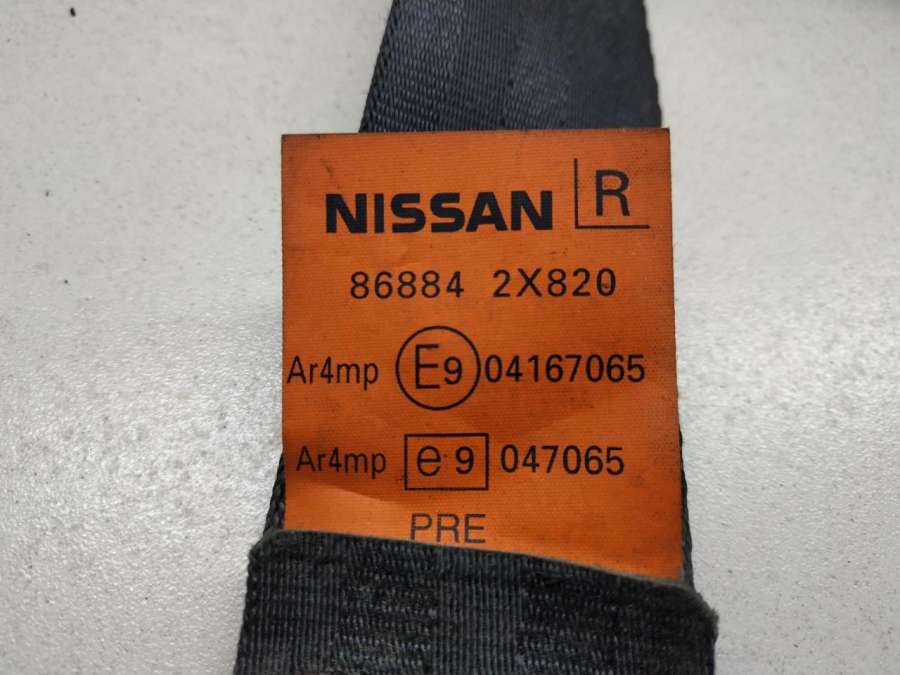 NISSAN R
86884 2X820
Ar4mp E9 04167065
Ar4mp e9 047065
PRE